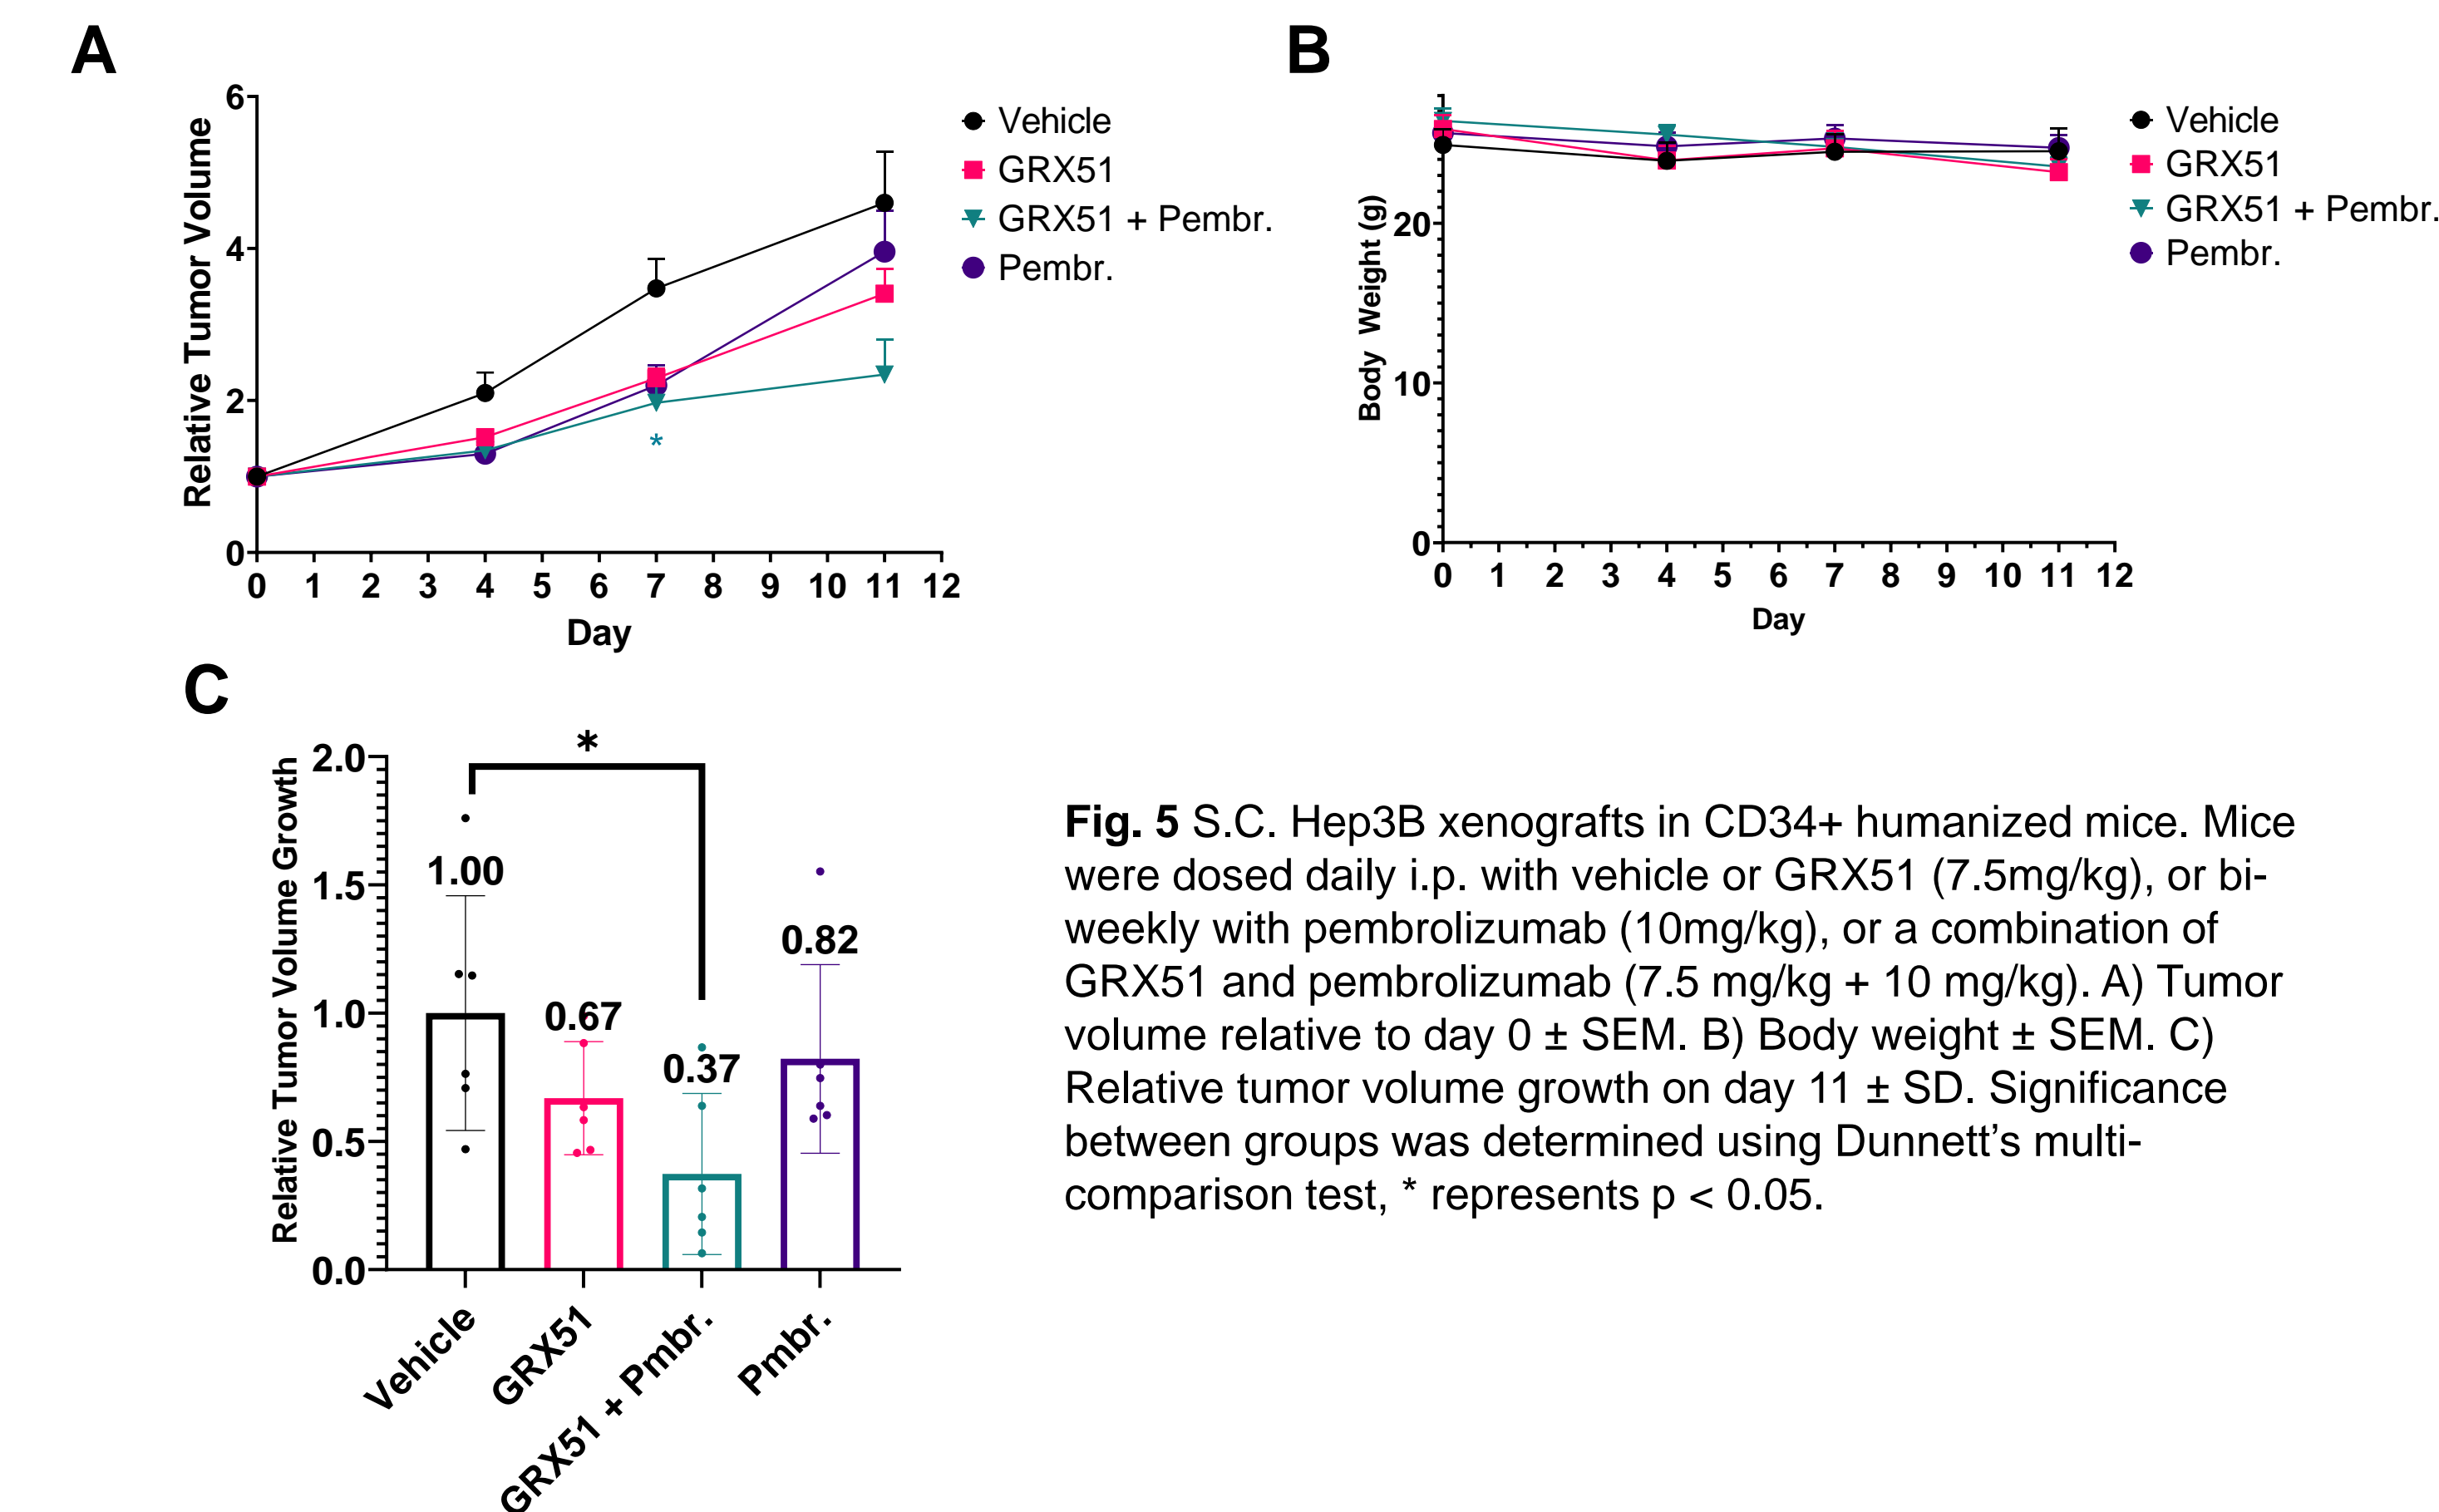 A
Relative Tumor Volume
6
4
2
0
0 1 2 3 4 5 6 7 8 9 10 11 12
Day
*
Vehicle
GRX51
GRX51 + Pembr.
Pembr.
B
Body Weight (g)
20
10
0
0 1 2 3 4 5 6 7 8 9 10 11 12
Day
Vehicle
GRX51
GRX51 + Pembr.
Pembr.
C
Relative Tumor Volume Growth
2.0
1.5
1.0
0.5
0.0
*
1.00
0.67
0.37
0.82
Vehicle
GRX51
GRX51 + Pmbr.
Pmbr.
Fig. 5 S.C. Hep3B xenografts in CD34+ humanized mice. Mice
were dosed daily i.p. with vehicle or GRX51 (7.5mg/kg), or bi-
weekly with pembrolizumab (10mg/kg), or a combination of
GRX51 and pembrolizumab (7.5 mg/kg + 10 mg/kg). A) Tumor
volume relative to day 0 ± SEM. B) Body weight ± SEM. C)
Relative tumor volume growth on day 11 ± SD. Significance
between groups was determined using Dunnett’s multi-
comparison test, * represents p < 0.05.